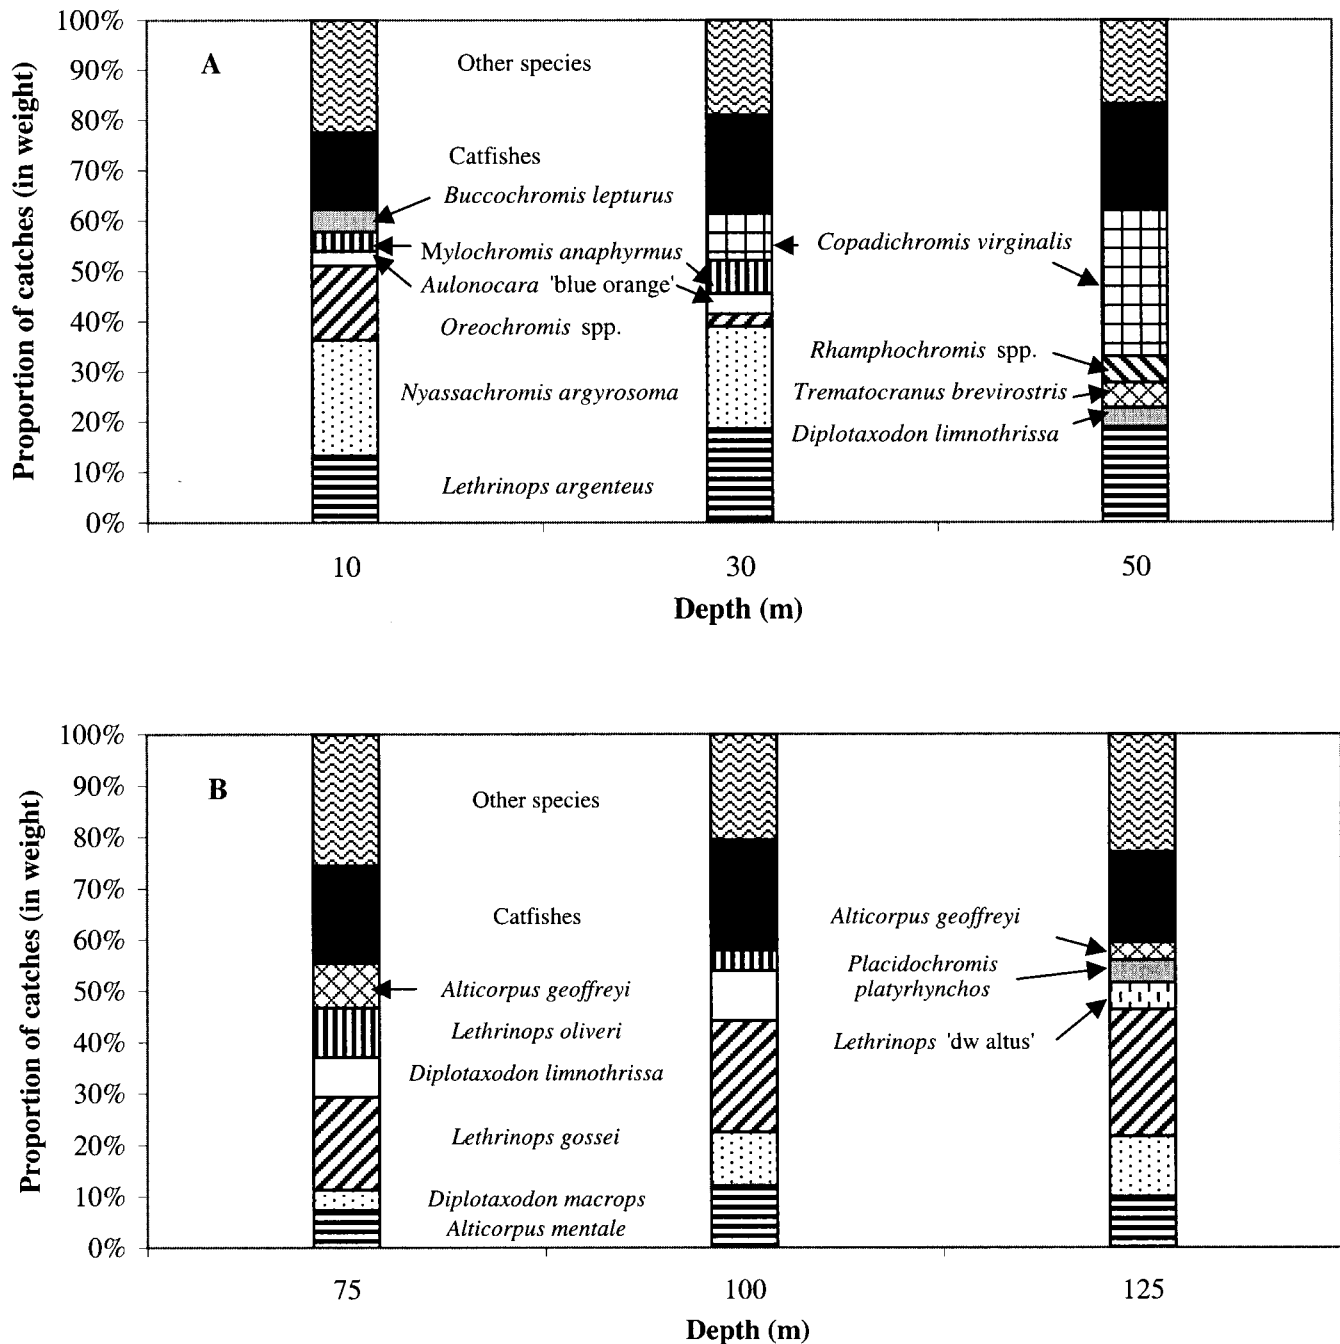 Proportion of catches (in weight)
100%
90%
80%
70%
60%
50%
40%
30%
20%
10%
0%
A
Other species
Catfishes
Buccochromis lepturus
Mylochromis anaphyrmus
Aulonocara 'blue orange'
Oreochromis spp.
Nyassachromis argyrosoma
Lethrinops argenteus
Copadichromis virginalis
Rhamphochromis spp.
Trematocranus brevirostris
Diplotaxodon limnothrissa
10
30
50
Depth (m)
Proportion of catches (in weight)
100%
90%
80%
70%
60%
50%
40%
30%
20%
10%
0%
B
Other species
Catfishes
Alticorpus geoffreyi
Lethrinops oliveri
Diplotaxodon limnothrissa
Lethrinops gossei
Diplotaxodon macrops
Alticorpus mentale
Alticorpus geoffreyi
Placidochromis
platyrhynchos
Lethrinops 'dw altus'
75
100
125
Depth (m)